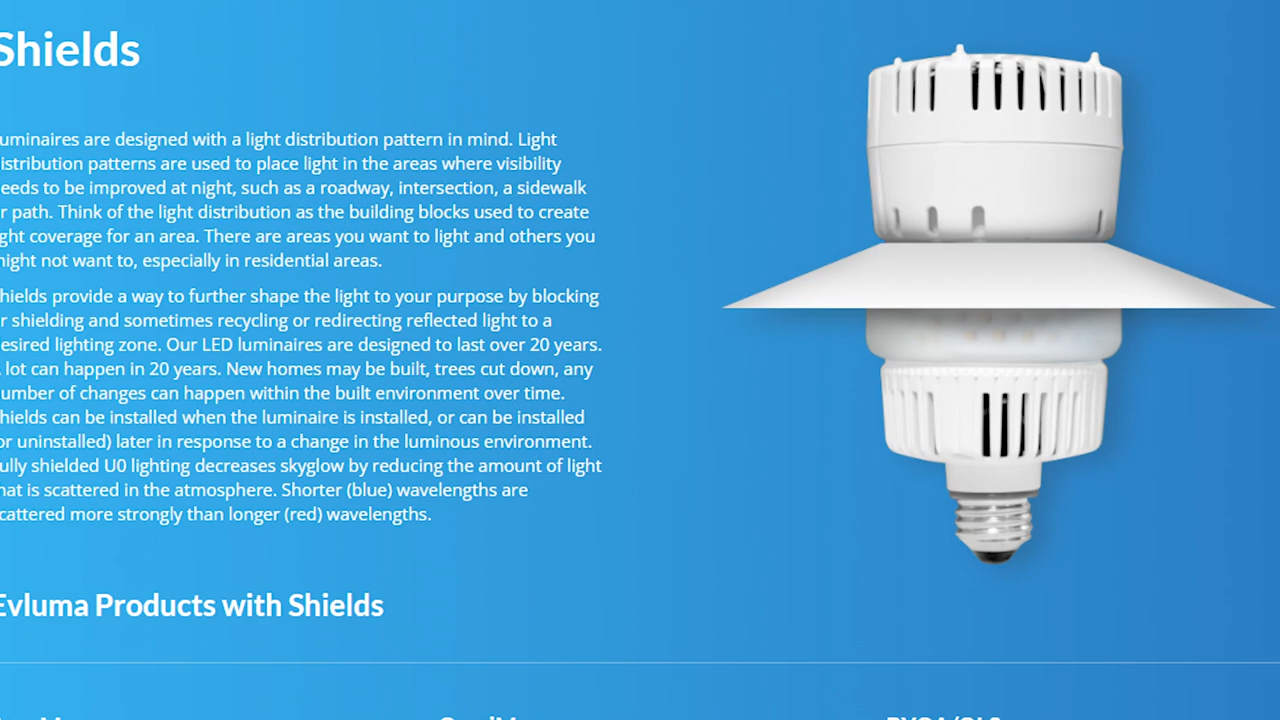 Shields
uminaires are designed with a light distribution pattern in mind. Light
istribution patterns are used to place light in the areas where visibility
eeds to be improved at night, such as a roadway, intersection, a sidewalk
r path. Think of the light distribution as the building blocks used to create
ght coverage for an area. There are areas you want to light and others you
might not want to, especially in residential areas.
hields provide a way to further shape the light to your purpose by blocking
r shielding and sometimes recycling or redirecting reflected light to a
esired lighting zone. Our LED luminaires are designed to last over 20 years.
lot can happen in 20 years. New homes may be built, trees cut down, any
umber of changes can happen within the built environment over time.
hields can be installed when the luminaire is installed, or can be installed
or uninstalled) later in response to a change in the luminous environment.
ully shielded U0 lighting decreases skyglow by reducing the amount of light
hat is scattered in the atmosphere. Shorter (blue) wavelengths are
cattered more strongly than longer (red) wavelengths.
Evluma Products with Shields